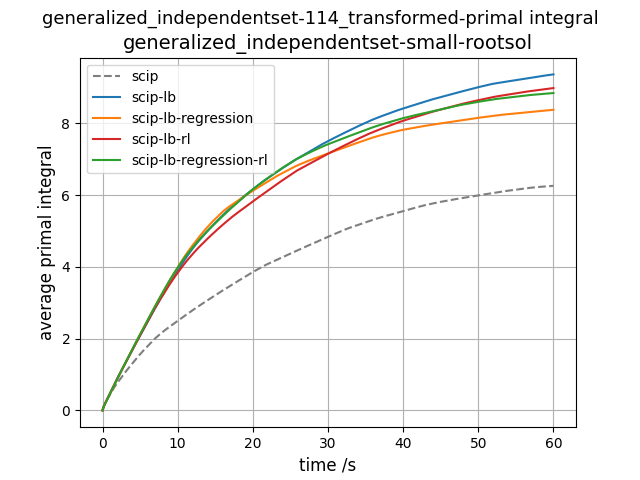 generalized_independentset-114_transformed-primal integral
generalized_independentset-small-rootsol
scip
scip-lb
scip-lb-regression
scip-lb-rl
scip-lb-regression-rl
average primal integral
8
6
4
2
0
0 10 20 30 40 50 60
time /s